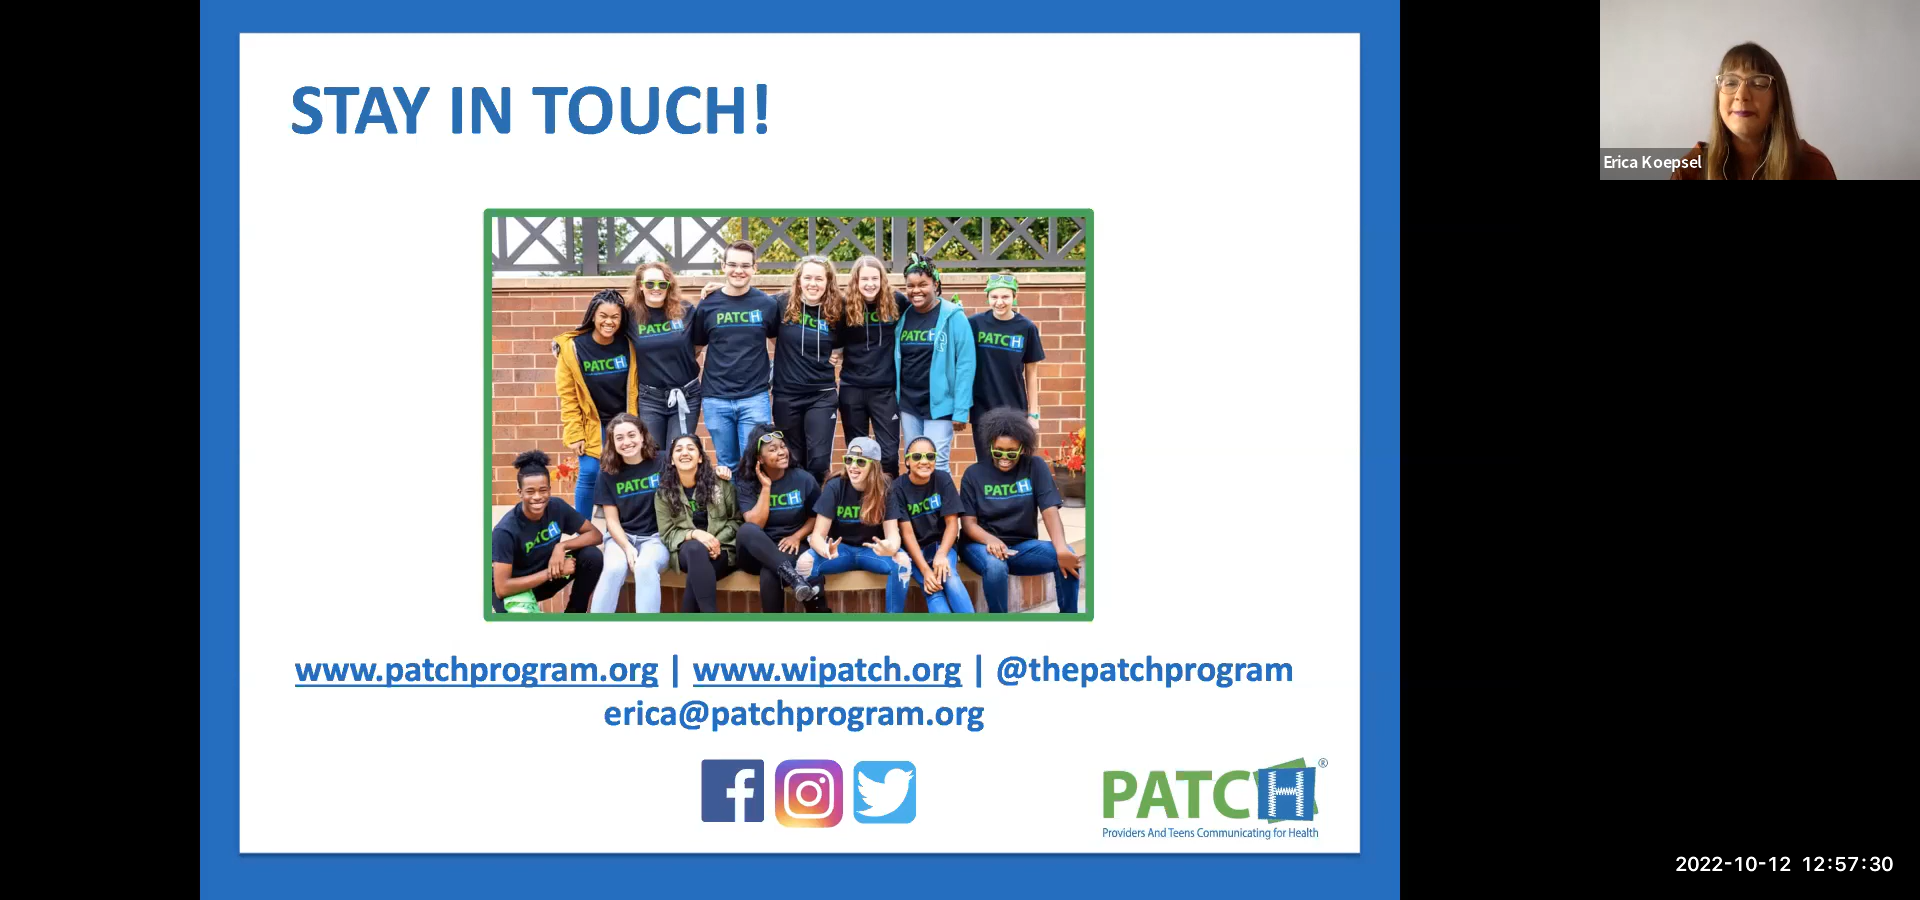 STAY IN TOUCH!
Erica Koepsel
PATCH
PATCH
PATCH
PATCH
PATCH
PATCH
PATCH
PATCH
www.patchprogram.org | www.wipatch.org | @thepatchprogram
erica@patchprogram.org
PATCH®
Providers And Teens Communicating for Health
2022-10-12 12:57:30